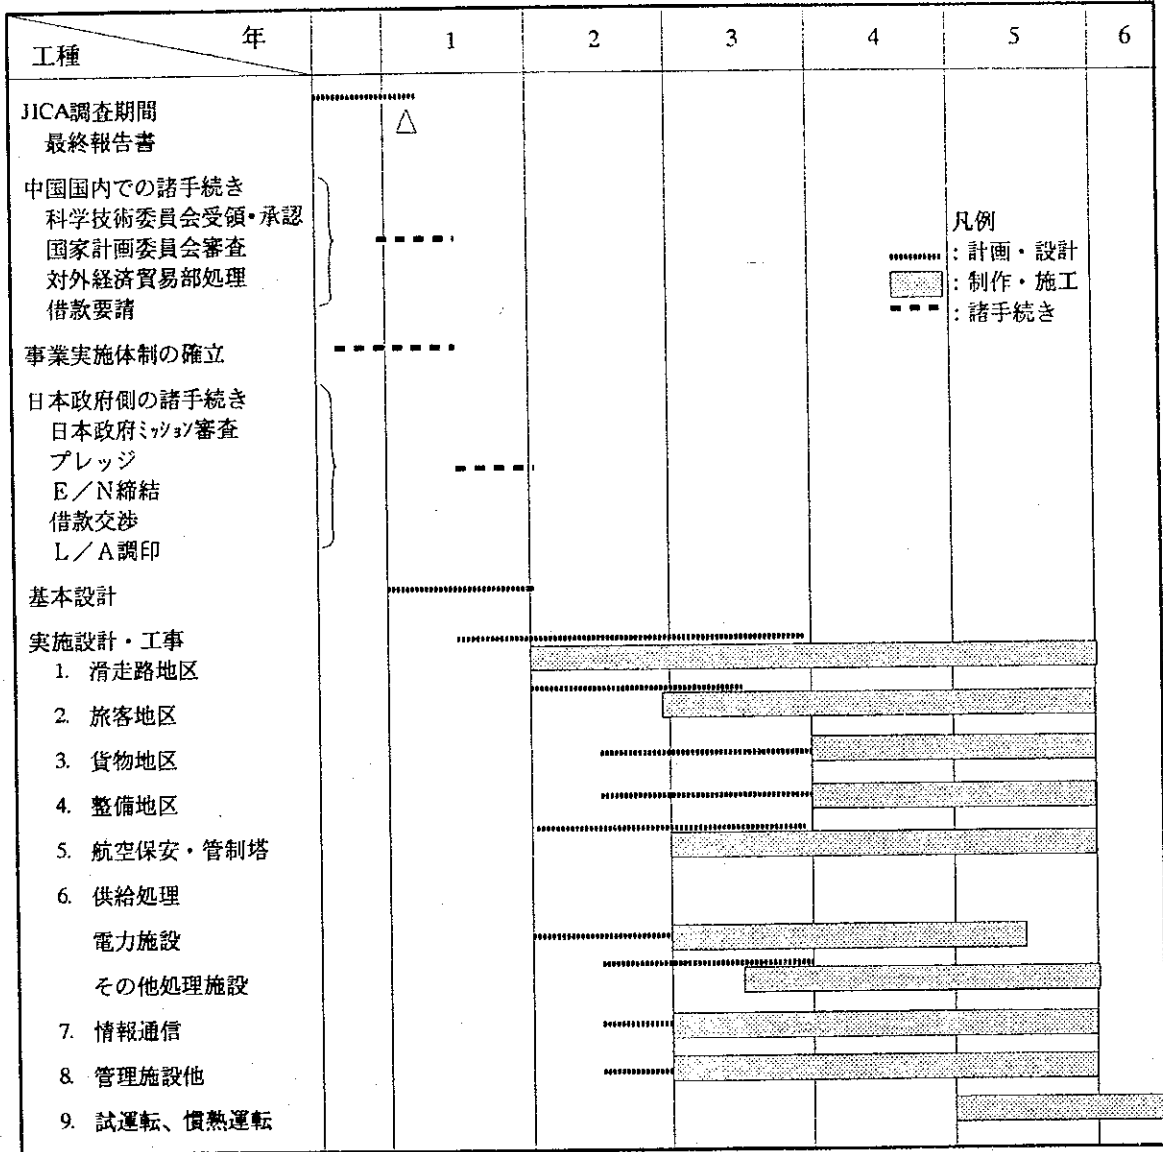 年 1 2 3 4 5 6
工種
JICA調査期間
最終報告書
中国国内での諸手続き
科学技術委員会受領・承認
国家計画委員会審査
対外経済貿易部処理
借款要請
凡例
:計画・設計
:制作・施工
:諸手続き
事業実施体制の確立
日本政府側の諸手続き
日本政府ﾐｯｼｮﾝ審査
プレッジ
E/N締結
借款交渉
L/A調印
基本設計
実施設計・工事
1. 滑走路地区
2. 旅客地区
3. 貨物地区
4. 整備地区
5. 航空保安・管制塔
6. 供給処理
電力施設
その他処理施設
7. 情報通信
8. 管理施設他
9. 試運転、慣熟運転